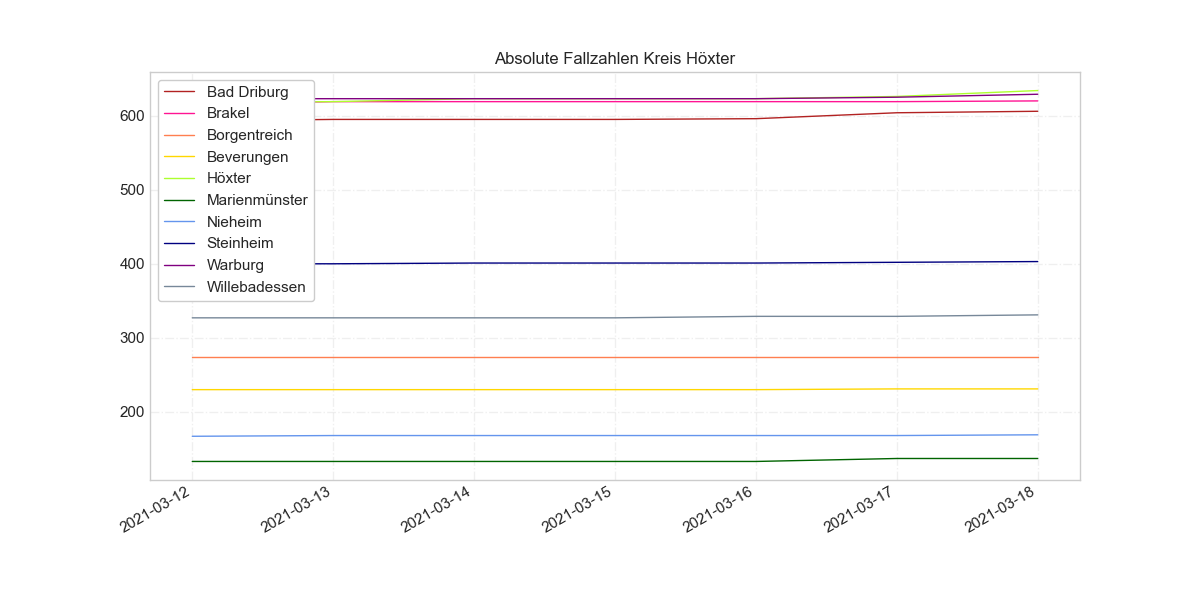 Absolute Fallzahlen Kreis Höxter
Bad Driburg
Brakel
Borgentreich
Beverungen
Höxter
Marienmünster
Nieheim
Steinheim
Warburg
Willebadessen
600
500
400
300
200
2021-03-12
2021-03-13
2021-03-14
2021-03-15
2021-03-16
2021-03-17
2021-03-18